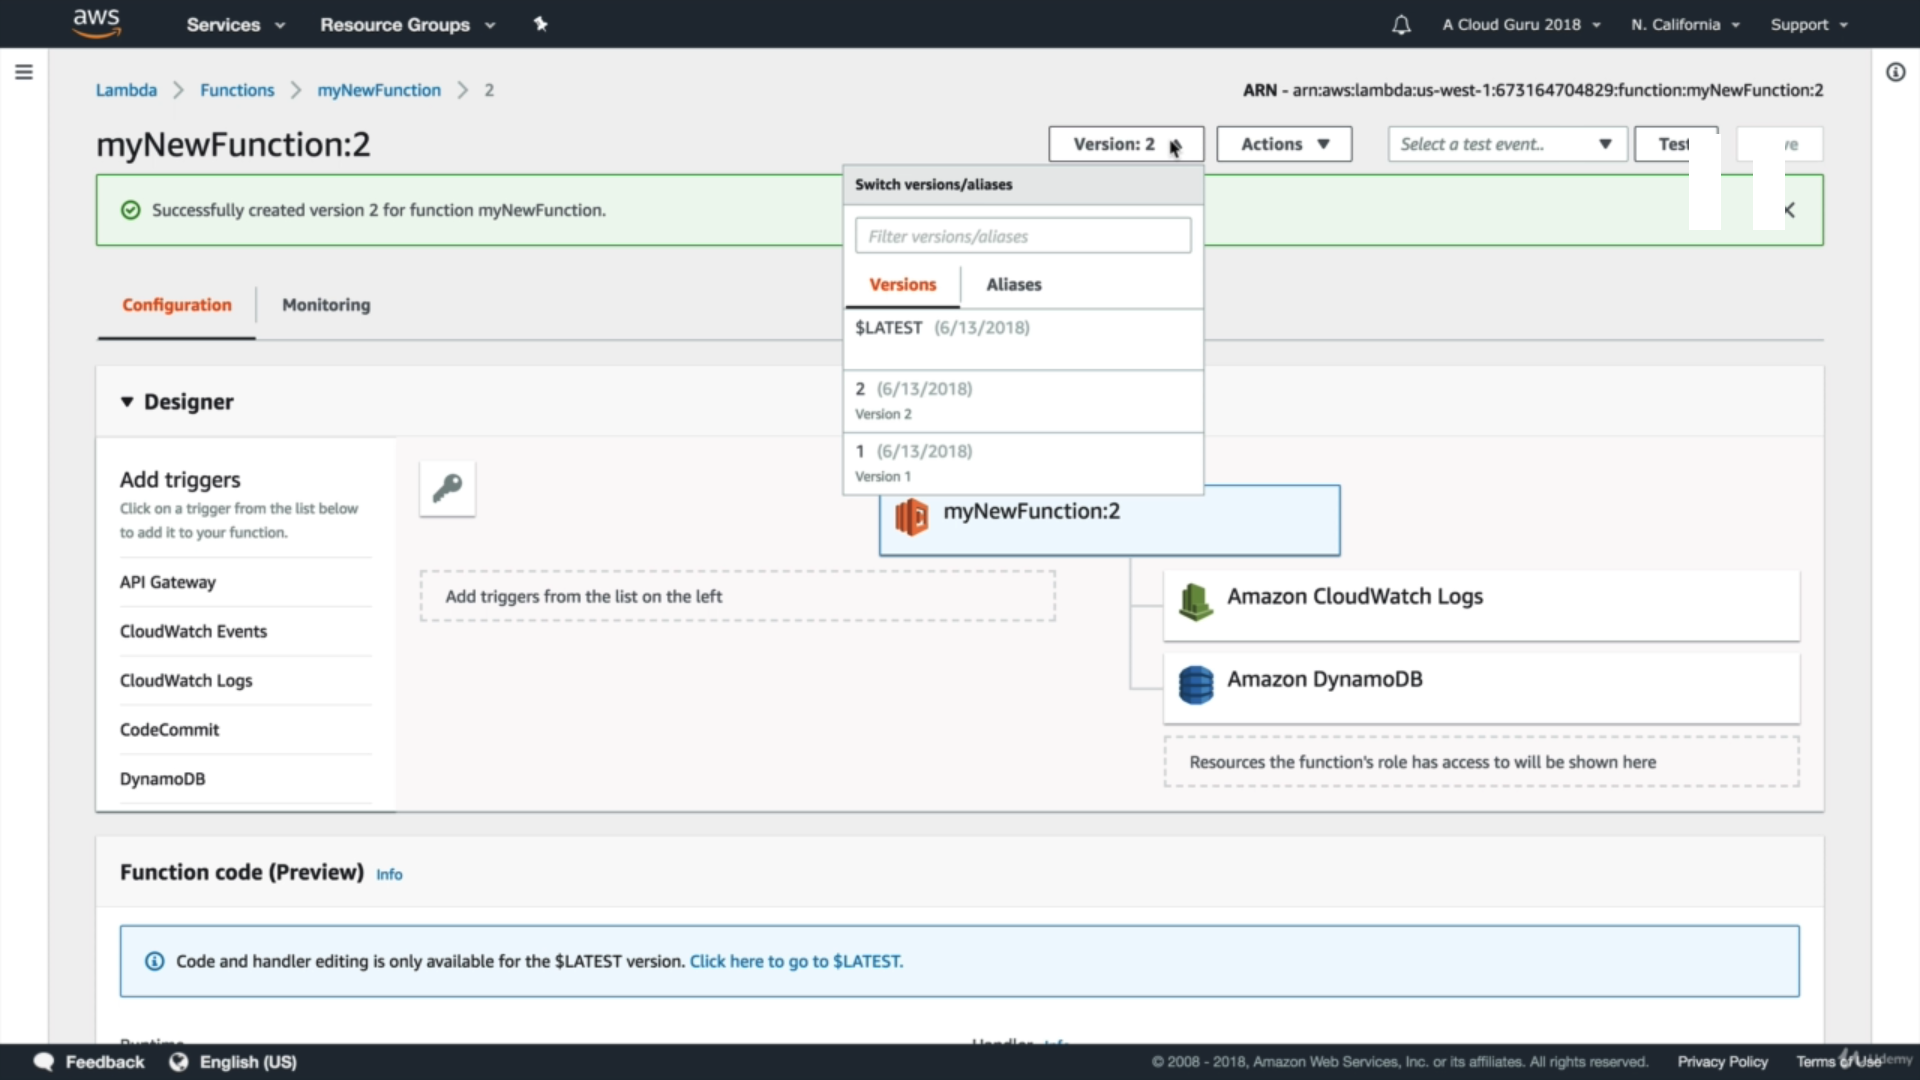 aws
Services
Resource Groups
A Cloud Guru 2018
N. California
Support
Lambda > Functions > myNewFunction > 2
ARN - arn:aws:lambda:us-west-1:673164704829:function:myNewFunction:2
myNewFunction:2
Version: 2
Actions
Select a test event..
Test
Switch versions/aliases
Successfully created version 2 for function myNewFunction.
Filter versions/aliases
Versions
Aliases
Configuration
Monitoring
$LATEST (6/13/2018)
2 (6/13/2018)
Version 2
1 (6/13/2018)
Version 1
Designer
Add triggers
Click on a trigger from the list below
to add it to your function.
API Gateway
CloudWatch Events
CloudWatch Logs
CodeCommit
DynamoDB
myNewFunction:2
Add triggers from the list on the left
Amazon CloudWatch Logs
Amazon DynamoDB
Resources the function's role has access to will be shown here
Function code (Preview) Info
Code and handler editing is only available for the $LATEST version. Click here to go to $LATEST.
Feedback
English (US)
© 2008 - 2018, Amazon Web Services, Inc. or its affiliates. All rights reserved.
Privacy Policy
Terms of Use